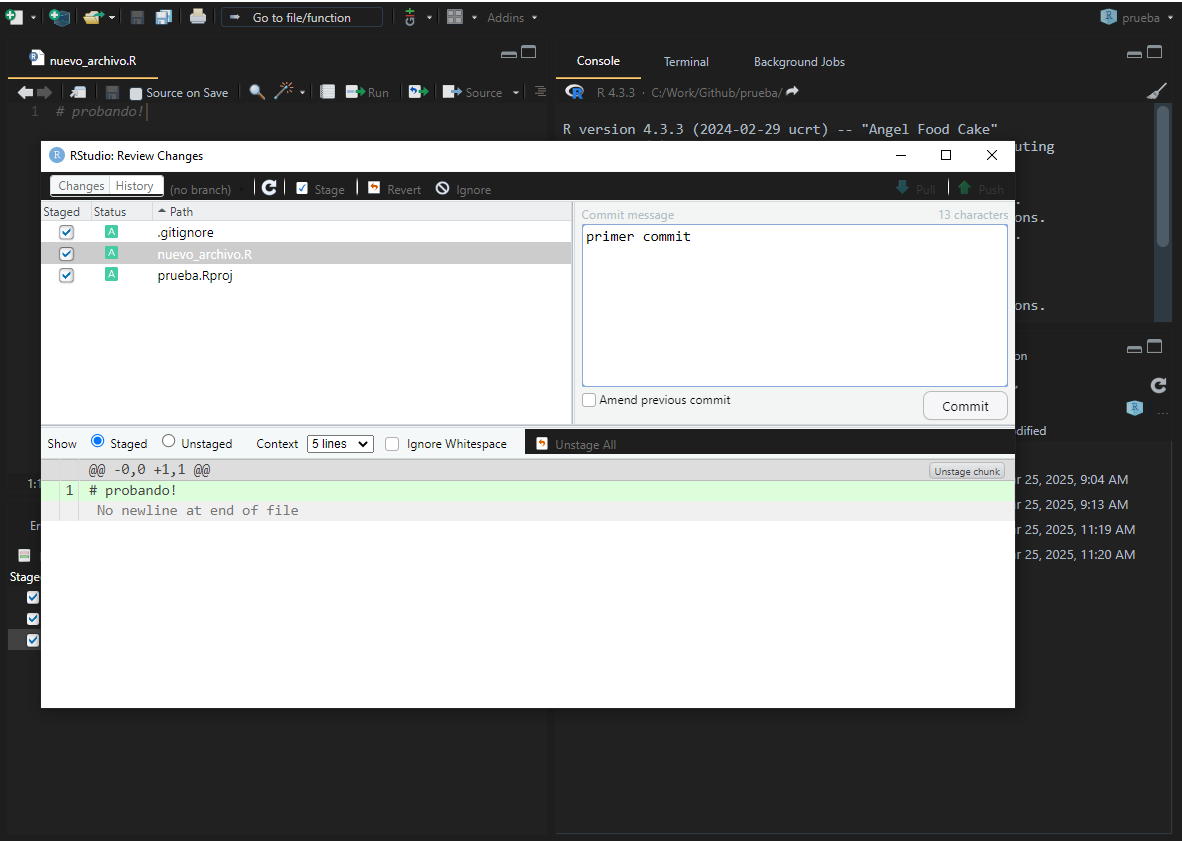 Go to file/function
Addins
prueba
nuevo_archivo.R
Source on Save
Run
Source
1 # probando!
Console Terminal Background Jobs
R 4.3.3 · C:/Work/Github/prueba/
R version 4.3.3 (2024-02-29 ucrt) -- "Angel Food Cake"
uting
ons.
ons.
RStudio: Review Changes
Changes History (no branch) Stage Revert Ignore Pull Push
Staged Status Path
A .gitignore
A nuevo_archivo.R
A prueba.Rproj
Commit message 13 characters
primer commit
Amend previous commit
Commit
Show Staged Unstaged Context 5 lines Ignore Whitespace Unstage All
@@ -0,0 +1,1 @@ Unstage chunk
1 # probando!
No newline at end of file
on
dified
r 25, 2025, 9:04 AM
r 25, 2025, 9:13 AM
r 25, 2025, 11:19 AM
r 25, 2025, 11:20 AM
1:1
En
Stage